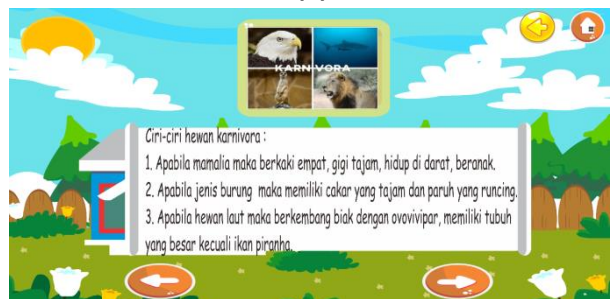 KARNIVORA
Ciri-ciri hewan karnivora :
1. Apabila mamalia maka berkaki empat, gigi tajam, hidup di darat, beranak.
2. Apabila jenis burung maka memiliki cakar yang tajam dan paruh yang runcing.
3. Apabila hewan laut maka berkembang biak dengan ovovivipar, memiliki tubuh
yang besar kecuali ikan piranha.